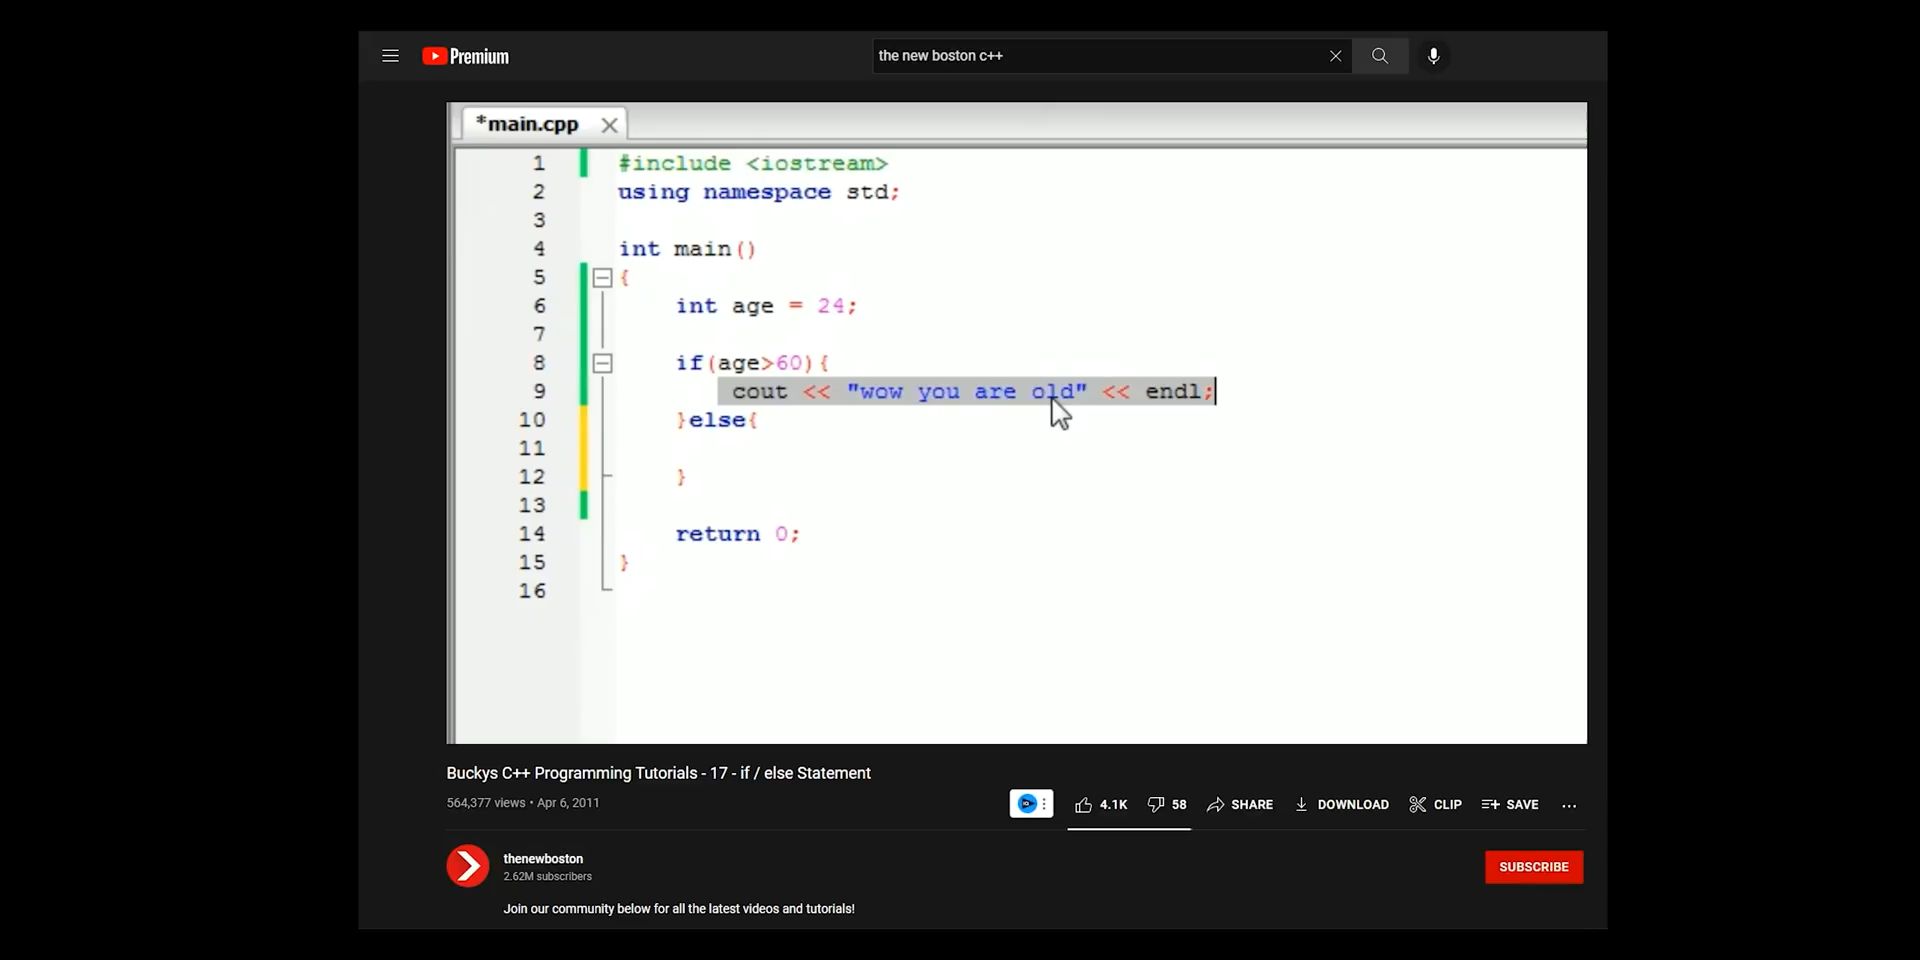 Premium
the new boston c++
*main.cpp
1 #include <iostream>
2 using namespace std;
3
4 int main()
5 {
6 int age = 24;
7
8 if(age>60){
9 cout << "wow you are old" << endl;
10 }else{
11
12 }
13
14 return 0;
15 }
16
Buckys C++ Programming Tutorials - 17 - if / else Statement
564,377 views • Apr 6, 2011
4.1K 58 SHARE DOWNLOAD CLIP SAVE ...
thenewboston
2.62M subscribers
SUBSCRIBE
Join our community below for all the latest videos and tutorials!